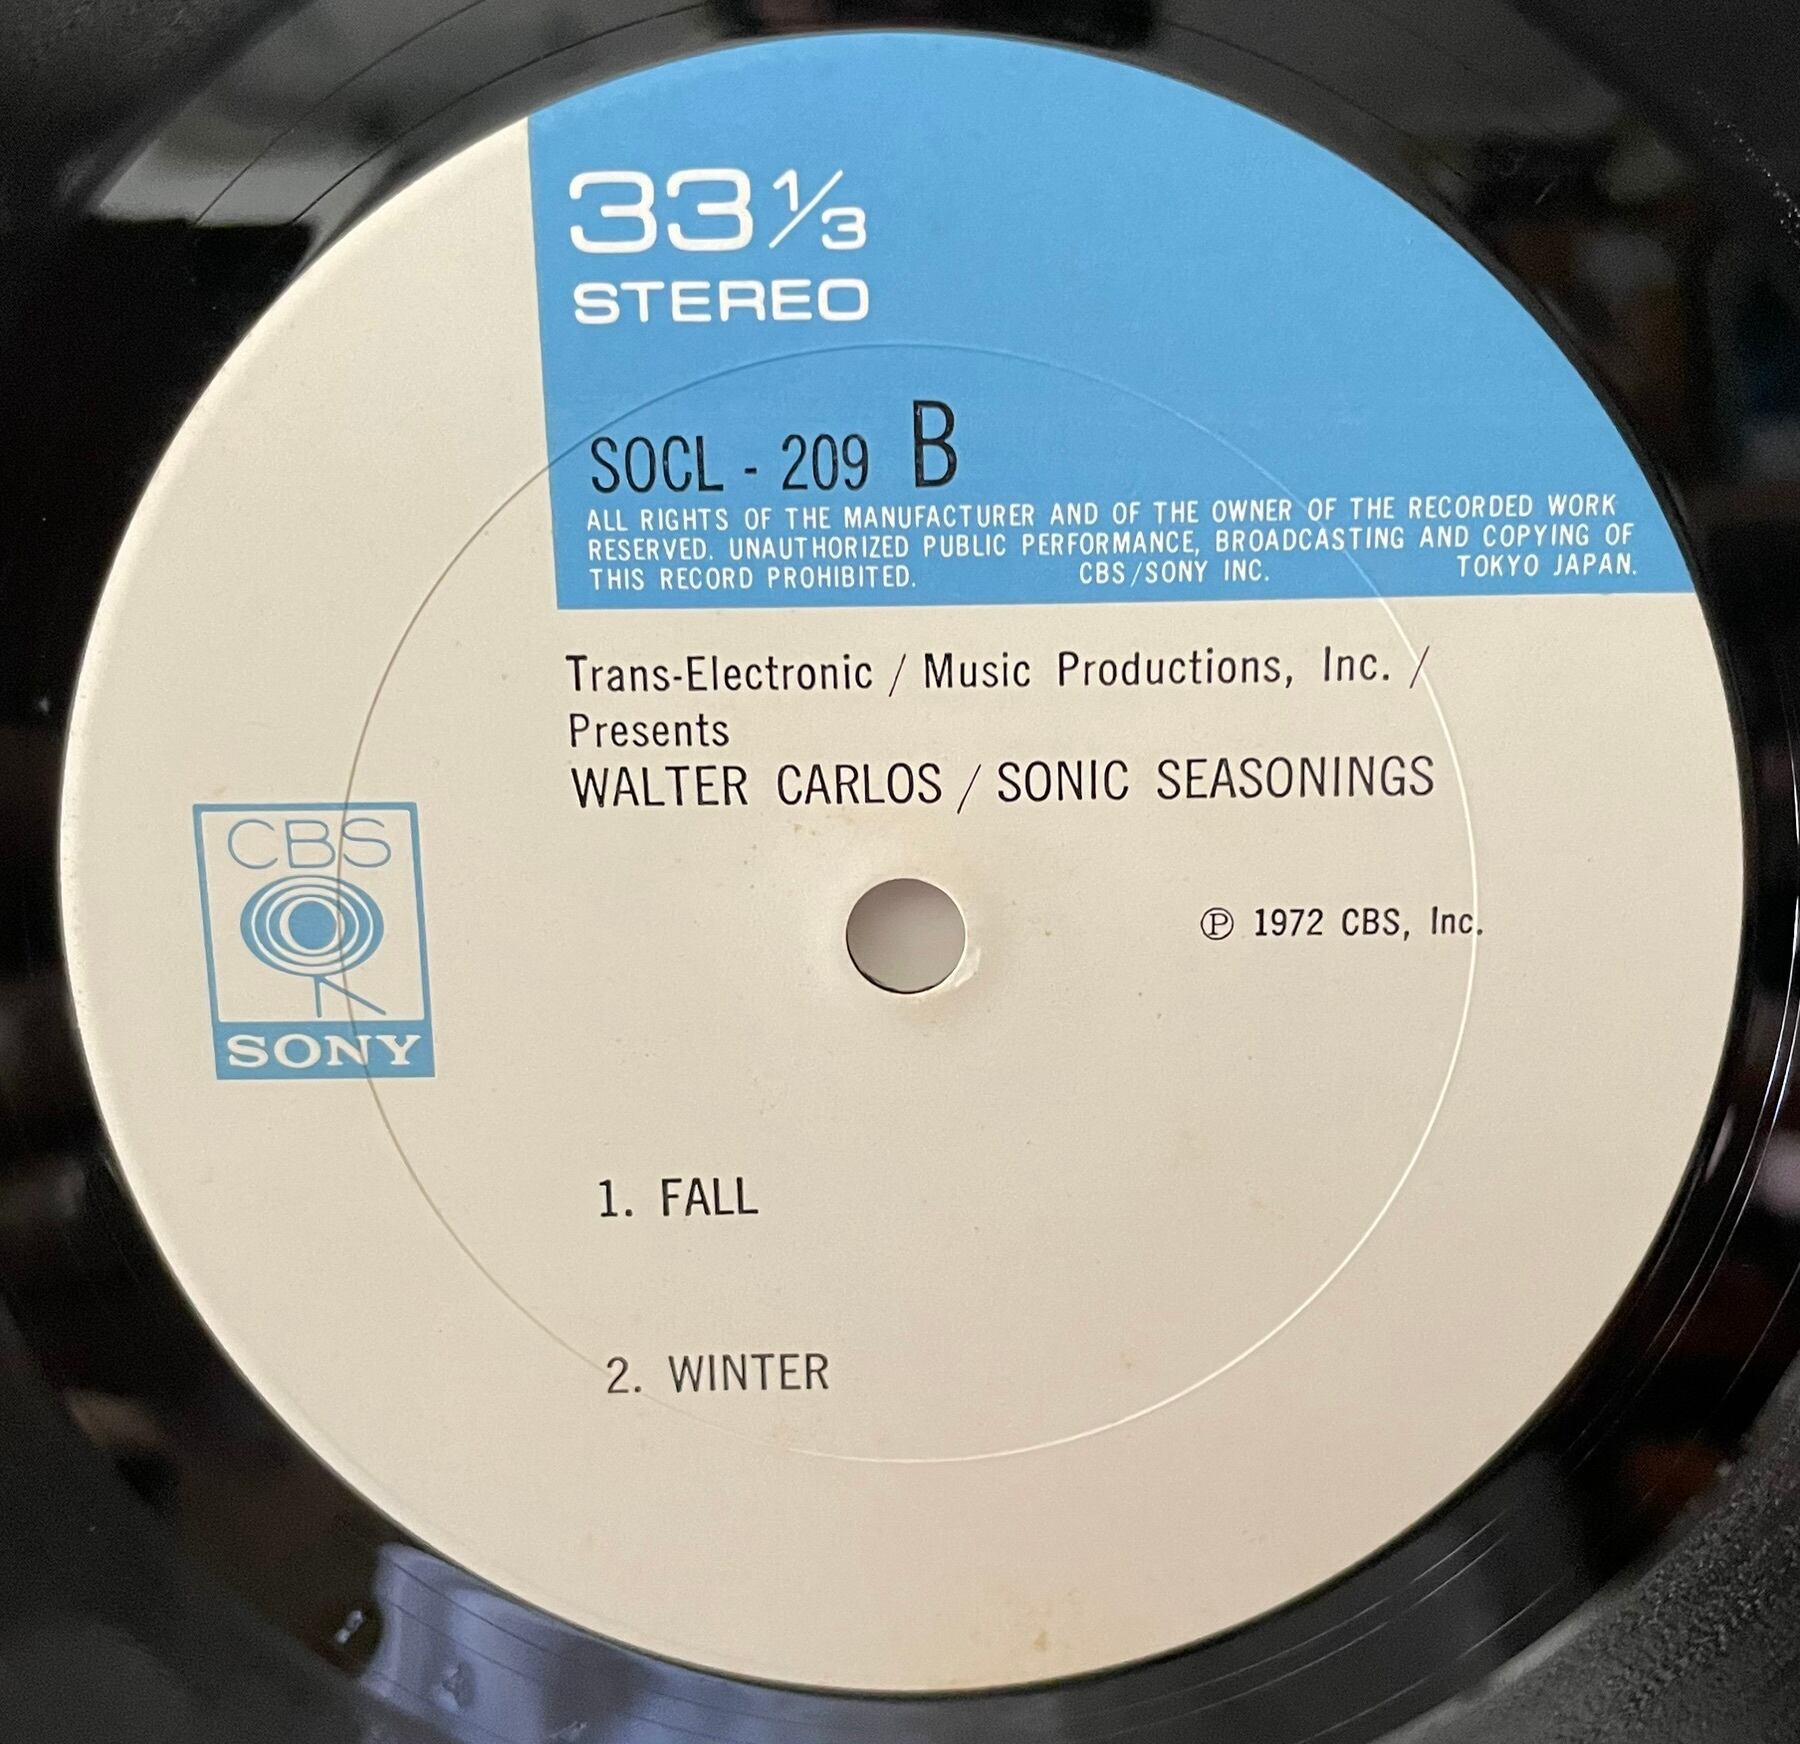 33 1/3
STEREO
SOCL - 209 B
ALL RIGHTS OF THE MANUFACTURER AND OF THE OWNER OF THE RECORDED WORK
RESERVED. UNAUTHORIZED PUBLIC PERFORMANCE, BROADCASTING AND COPYING OF
THIS RECORD PROHIBITED. CBS/SONY INC. TOKYO JAPAN.
Trans-Electronic / Music Productions, Inc. /
Presents
WALTER CARLOS / SONIC SEASONINGS
CBS
SONY
℗ 1972 CBS, Inc.
1. FALL
2. WINTER